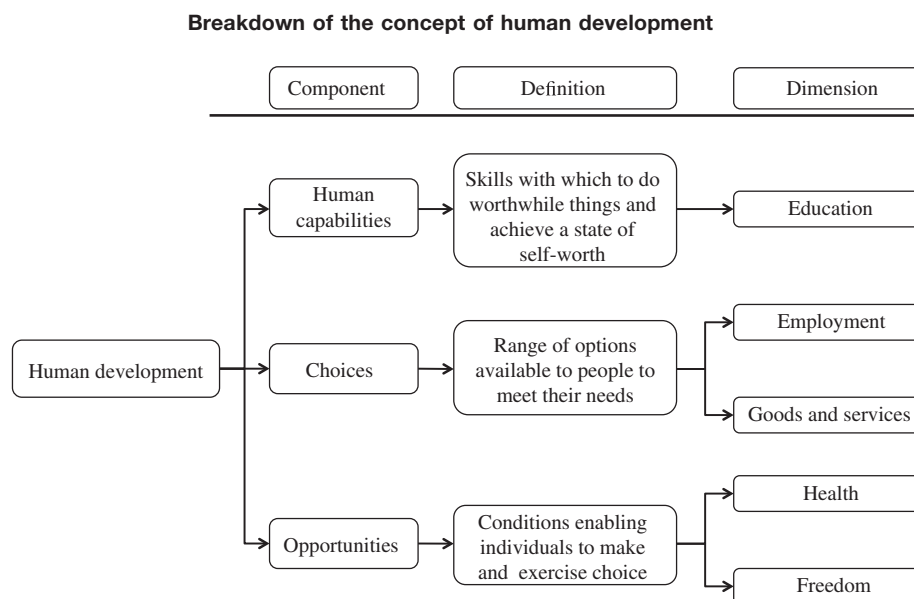 Breakdown of the concept of human development
Component
Definition
Dimension
Human development
Human
capabilities
Skills with which to do
worthwhile things and
achieve a state of
self-worth
Education
Choices
Range of options
available to people to
meet their needs
Employment
Goods and services
Opportunities
Conditions enabling
individuals to make
and exercise choice
Health
Freedom